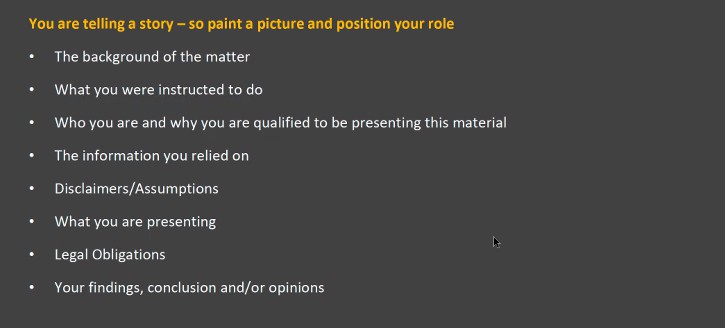 You are telling a story – so paint a picture and position your role
• The background of the matter
• What you were instructed to do
• Who you are and why you are qualified to be presenting this material
• The information you relied on
• Disclaimers/Assumptions
• What you are presenting
• Legal Obligations
• Your findings, conclusion and/or opinions